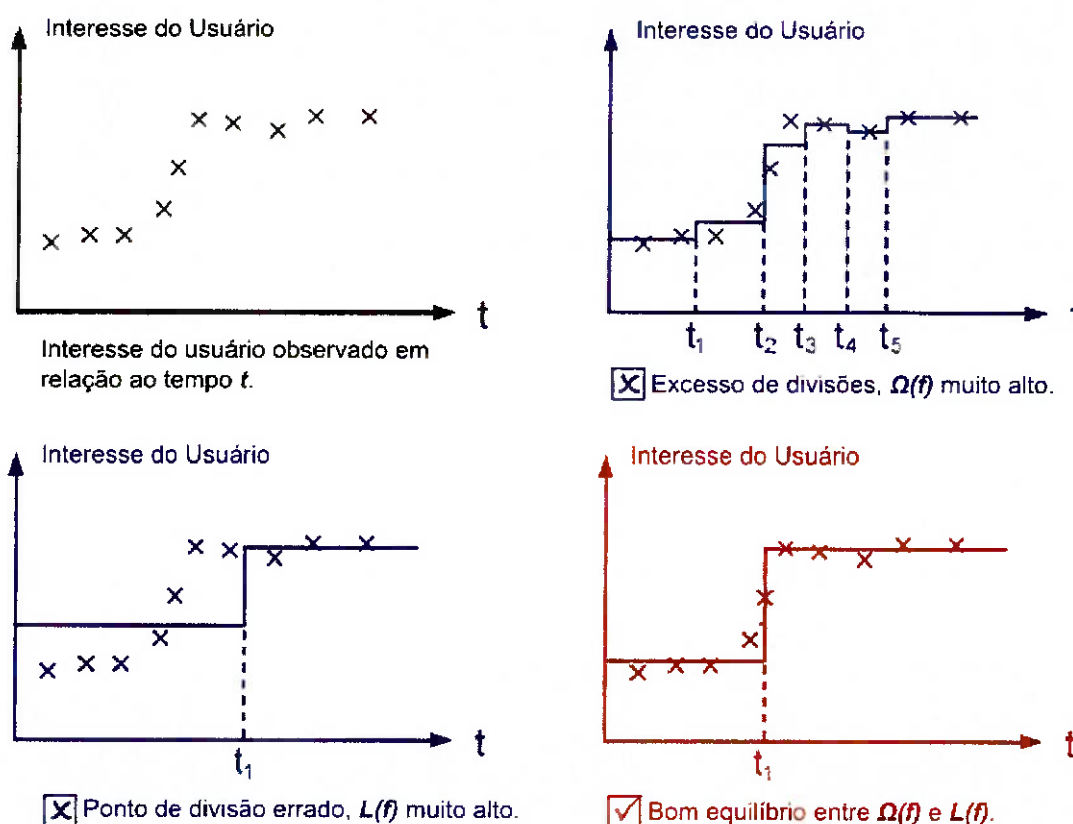 Interesse do Usuário
t
Interesse do usuário observado em
relação ao tempo t.
Interesse do Usuário
t₁ t₂ t₃ t₄ t₅
☒ Excesso de divisões, Ω(f) muito alto.
Interesse do Usuário
t
t₁
☒ Ponto de divisão errado, L(f) muito alto.
Interesse do Usuário
t
t₁
☑ Bom equilíbrio entre Ω(f) e L(f).